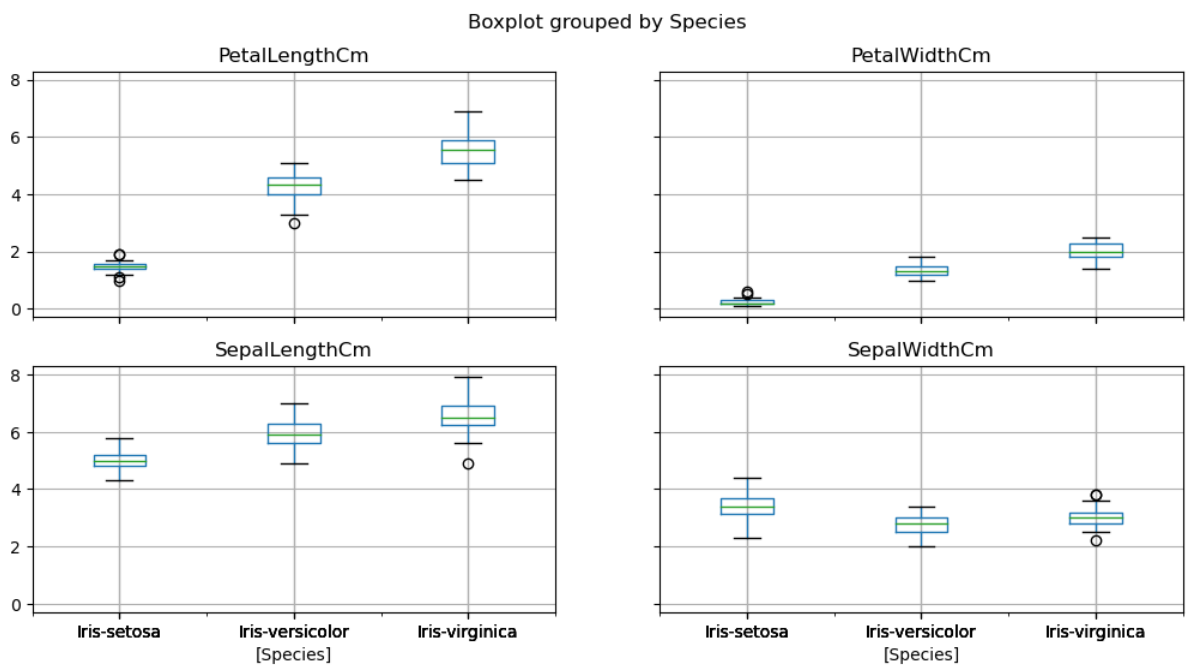 Boxplot grouped by Species
PetalLengthCm
PetalWidthCm
8
6
4
2
0
SepalLengthCm
SepalWidthCm
8
6
4
2
0
Iris-setosa Iris-versicolor Iris-virginica
[Species]
Iris-setosa Iris-versicolor Iris-virginica
[Species]